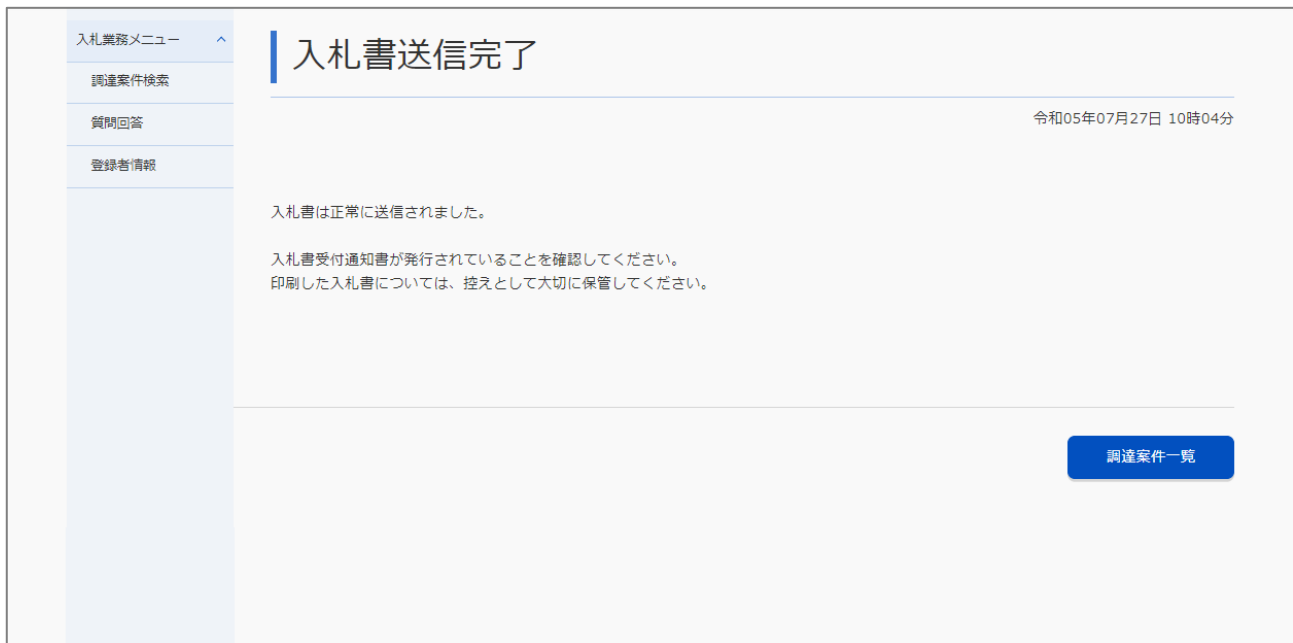 入札業務メニュー
調達案件検索
質問回答
登録者情報
入札書送信完了
令和05年07月27日 10時04分
入札書は正常に送信されました。
入札書受付通知書が発行されていることを確認してください。
印刷した入札書については、控えとして大切に保管してください。
調達案件一覧